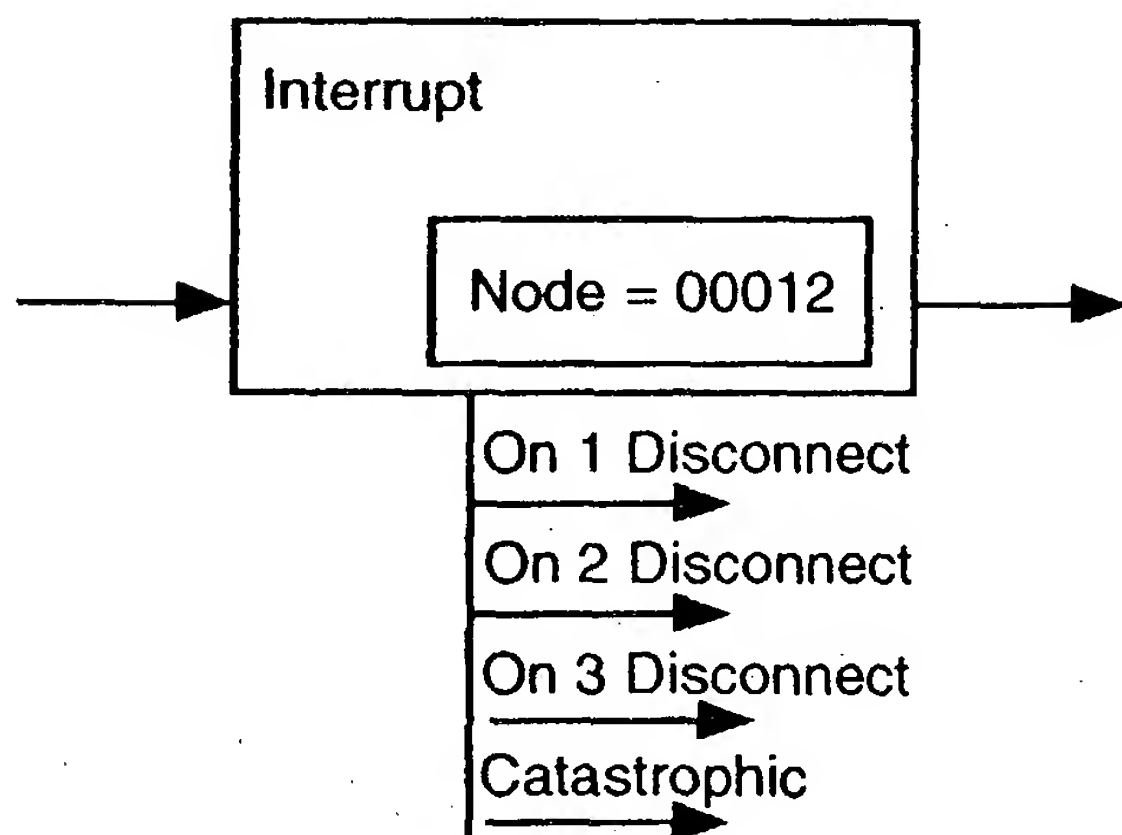 Interrupt
Node = 00012
On 1 Disconnect
On 2 Disconnect
On 3 Disconnect
Catastrophic